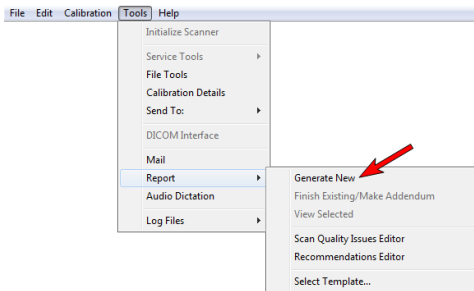 File Edit Calibration Tools Help
Initialize Scanner
Service Tools
File Tools
Calibration Details
Send To:
DICOM Interface
Mail
Report
Audio Dictation
Log Files
Generate New
Finish Existing/Make Addendum
View Selected
Scan Quality Issues Editor
Recommendations Editor
Select Template...